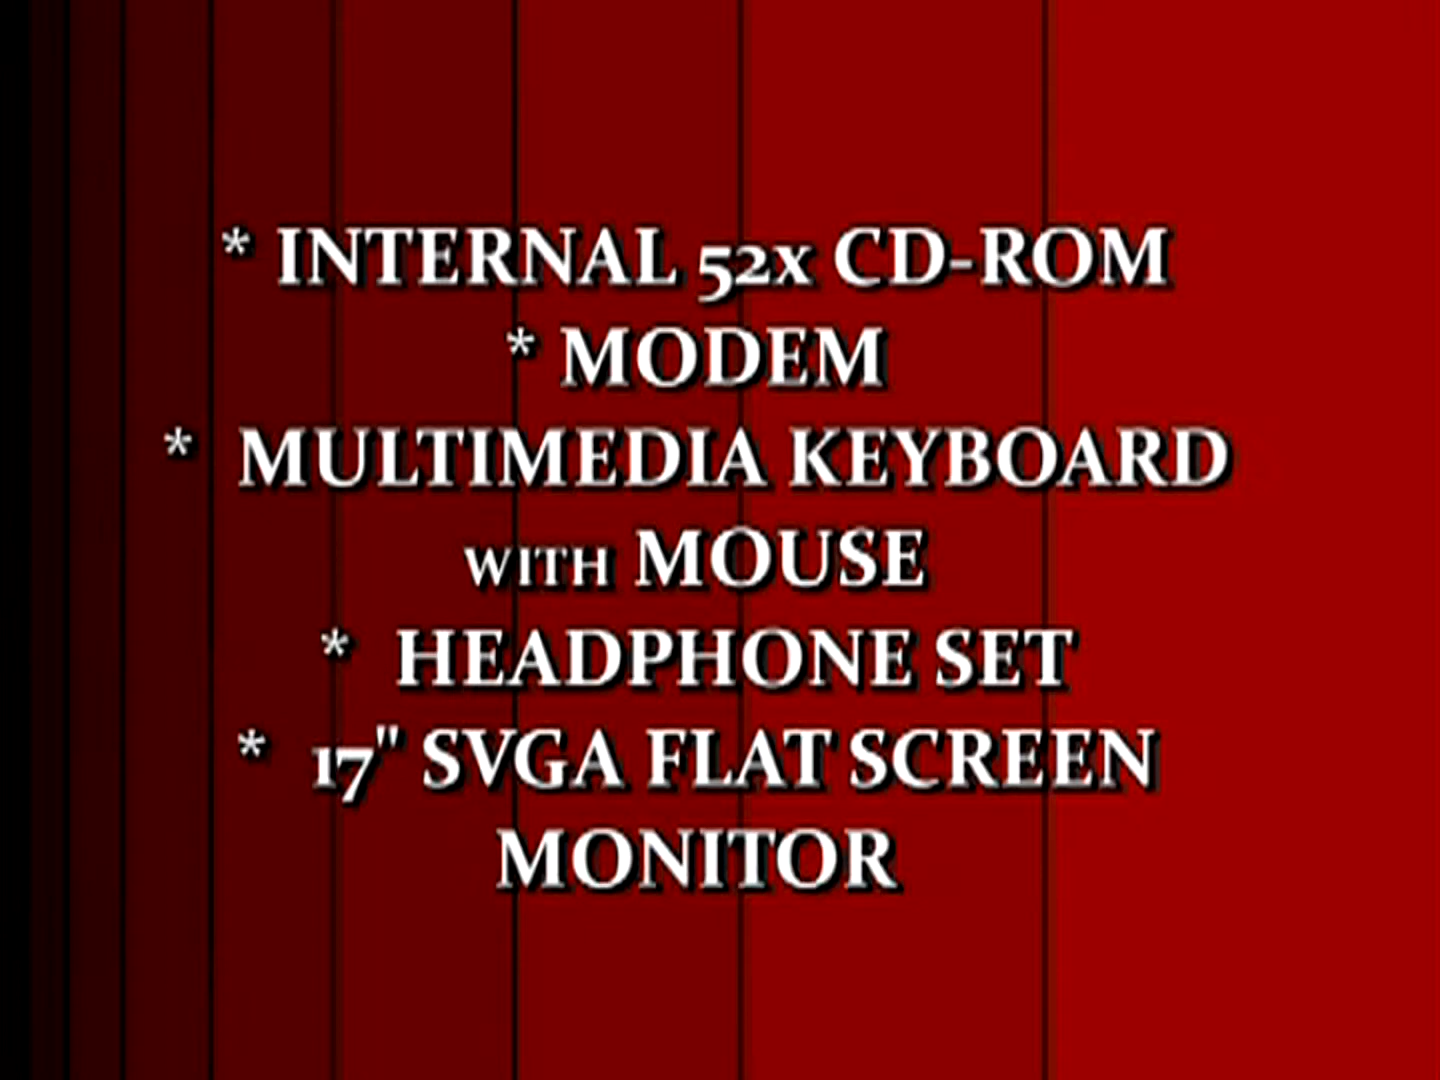 * INTERNAL 52x CD-ROM
* MODEM
* MULTIMEDIA KEYBOARD
WITH MOUSE
* HEADPHONE SET
* 17" SVGA FLAT SCREEN
MONITOR